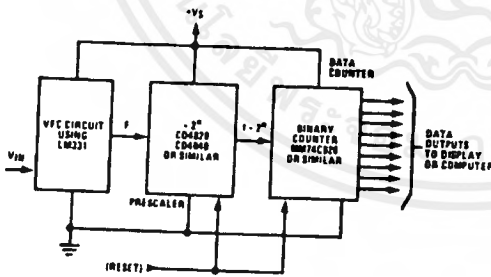 +VS
DATA
COUNTER
VFC CIRCUIT
USING
LM331
VIN
F
÷ 2ⁿ
CD4020
CD4040
OR SIMILAR
PRESCALER
f ÷ 2ⁿ
BINARY
COUNTER
OR SIMILAR
DATA
OUTPUTS
TO DISPLAY
OR COMPUTER
(RESET)